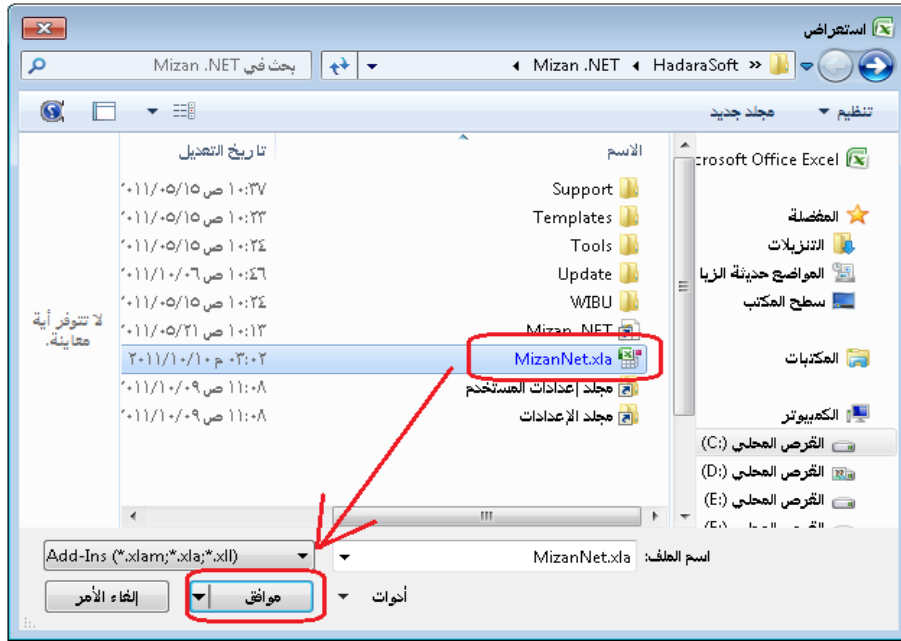 استعراض
« HadaraSoft Mizan .NET
بحث في Mizan .NET
تنظيم مجلد جديد
الاسم تاريخ التعديل
Support ١٠:٣٧ ص ٢٠١١/٠٥/١٥
Templates ١٠:٢٣ ص ٢٠١١/٠٥/١٥
Tools ١٠:٢٤ ص ٢٠١١/٠٥/١٥
Update ١٠:٤٦ ص ٢٠١١/١٠/٠٦
WIBU ١٠:٢٤ ص ٢٠١١/٠٥/١٥
Mizan .NET ١٠:١٣ ص ٢٠١١/٠٥/٢١
MizanNet.xla ٠٣:٠٢ م ٢٠١١/١٠/١٠
مجلد إعدادات المستخدم ١١:٠٨ ص ٢٠١١/١٠/٠٩
مجلد الإعدادات ١١:٠٨ ص ٢٠١١/١٠/٠٩
crosoft Office Excel
المفضلة
التنزيلات
المواضع حديثة الزيا
سطح المكتب
المكتبات
الكمبيوتر
القرص المحلي (C:)
القرص المحلي (D:)
القرص المحلي (E:)
لا تتوفر أية
معاينة.
اسم الملف: MizanNet.xla
Add-Ins (*.xlam;*.xla;*.xll)
أدوات موافق إلغاء الأمر